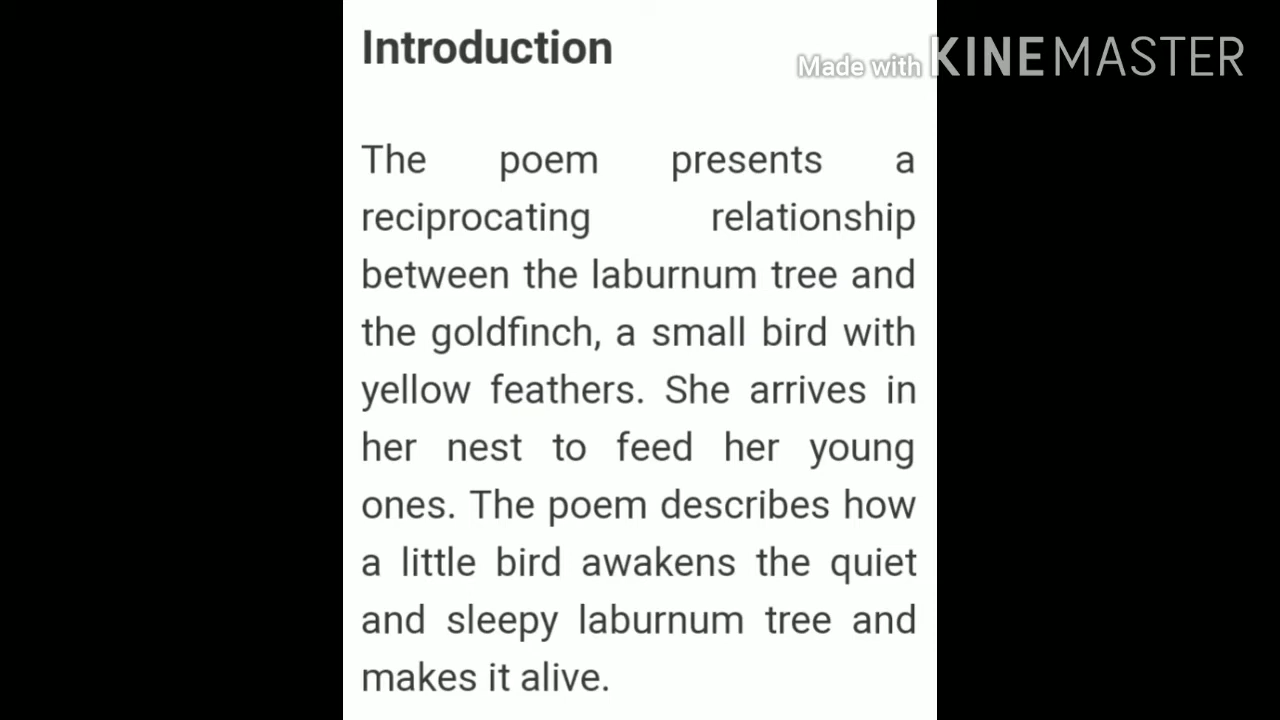 Introduction
Made with KINEMASTER
The poem presents a
reciprocating relationship
between the laburnum tree and
the goldfinch, a small bird with
yellow feathers. She arrives in
her nest to feed her young
ones. The poem describes how
a little bird awakens the quiet
and sleepy laburnum tree and
makes it alive.